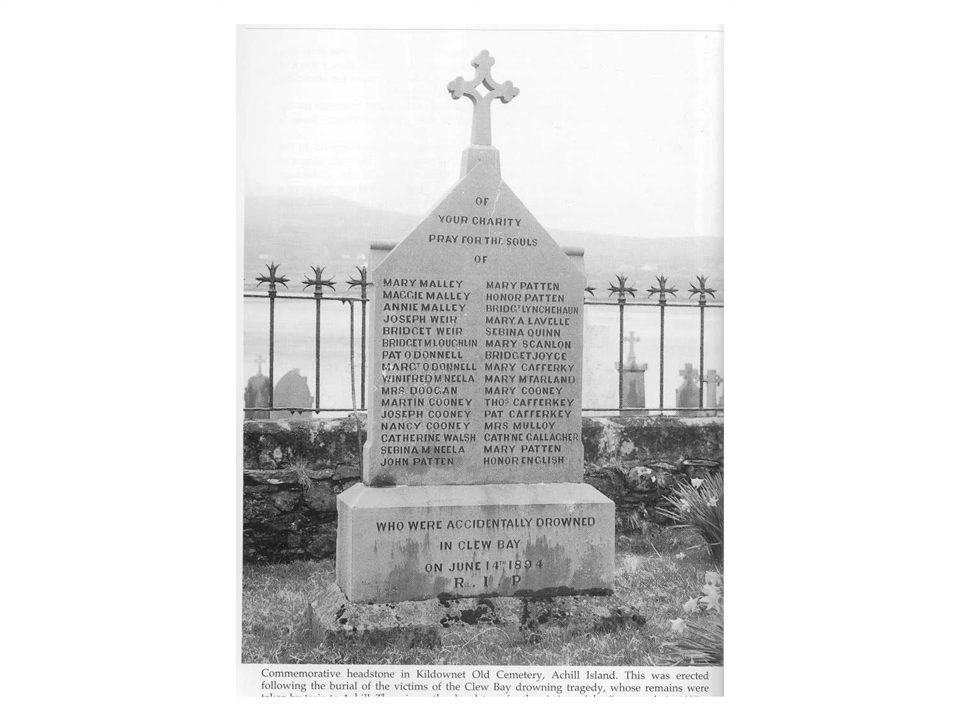 OF
YOUR CHARITY
PRAY FOR THE SOULS
OF
MARY MALLEY
MAGGIE MALLEY
ANNIE MALLEY
JOSEPH WEIR
BRIDGET WEIR
BRIDGET McLOUGHLIN
PAT O DONNELL
MARGT O DONNELL
WINIFRED McNEELA
MRS DOOGAN
MARTIN COONEY
JOSEPH COONEY
NANCY COONEY
CATHERINE WALSH
SEBINA McNEELA
JOHN PATTEN
MARY PATTEN
HONOR PATTEN
BRIDGT LYNCHEHAUN
MARY. A. LAVELLE
SEBINA QUINN
MARY SCANLON
BRIDGET JOYCE
MARY CAFFERKY
MARY McFARLAND
MARY COONEY
THOS CAFFERKEY
PAT CAFFERKEY
MRS MULLOY
CATHNE GALLAGHER
MARY PATTEN
HONOR ENGLISH
WHO WERE ACCIDENTALLY DROWNED
IN CLEW BAY
ON JUNE 14TH 1894
R. I. P
Commemorative headstone in Kildownet Old Cemetery, Achill Island. This was erected
following the burial of the victims of the Clew Bay drowning tragedy, whose remains were